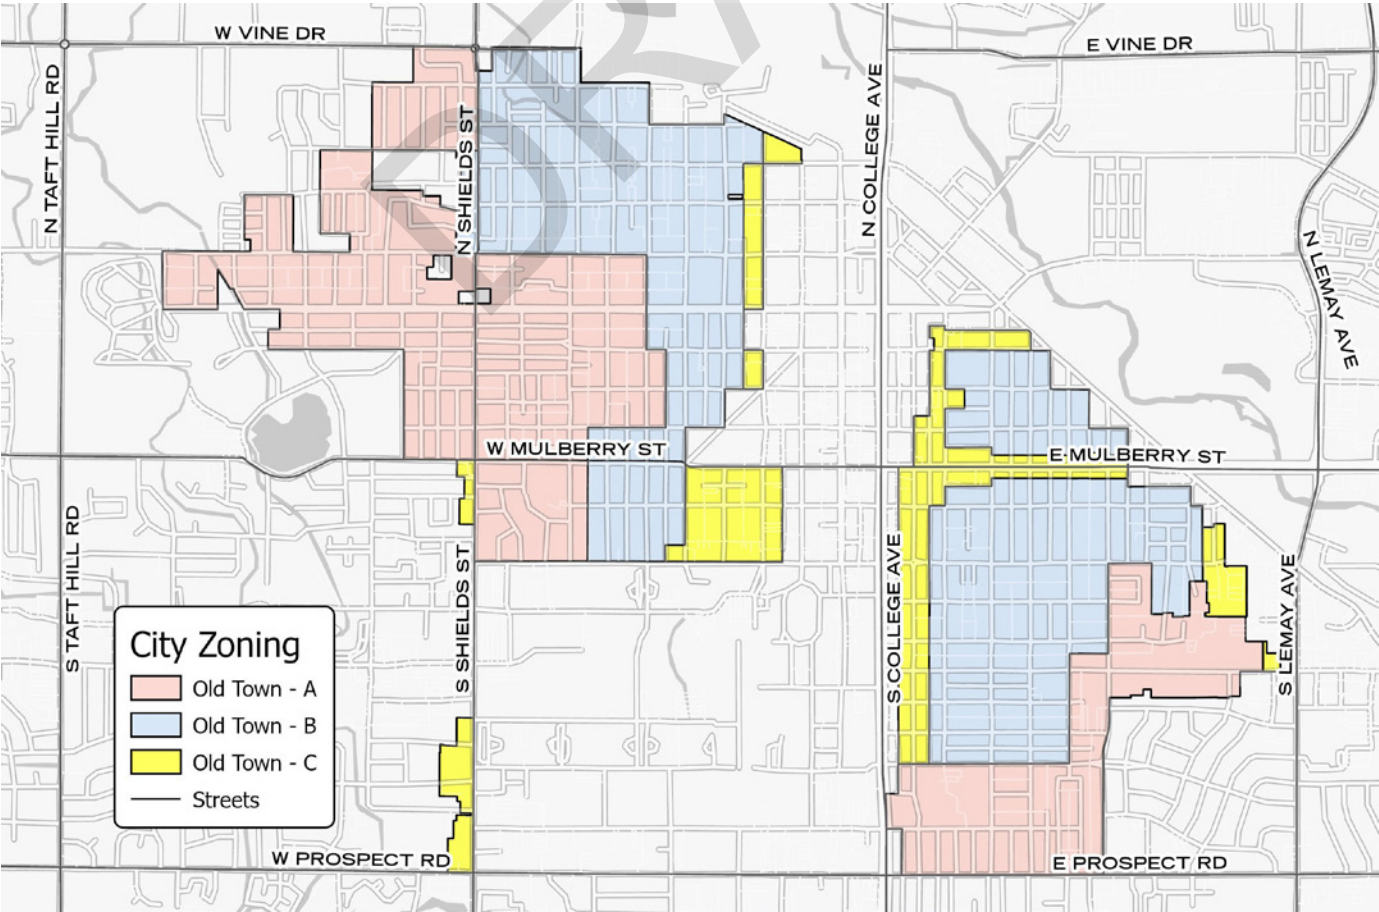 W VINE DR
E VINE DR
N TAFT HILL RD
N SHIELDS ST
N COLLEGE AVE
N LEMAY AVE
DRA
W MULBERRY ST
E MULBERRY ST
S TAFT HILL RD
S SHIELDS ST
S COLLEGE AVE
S LEMAY AVE
City Zoning
Old Town - A
Old Town - B
Old Town - C
Streets
W PROSPECT RD
E PROSPECT RD